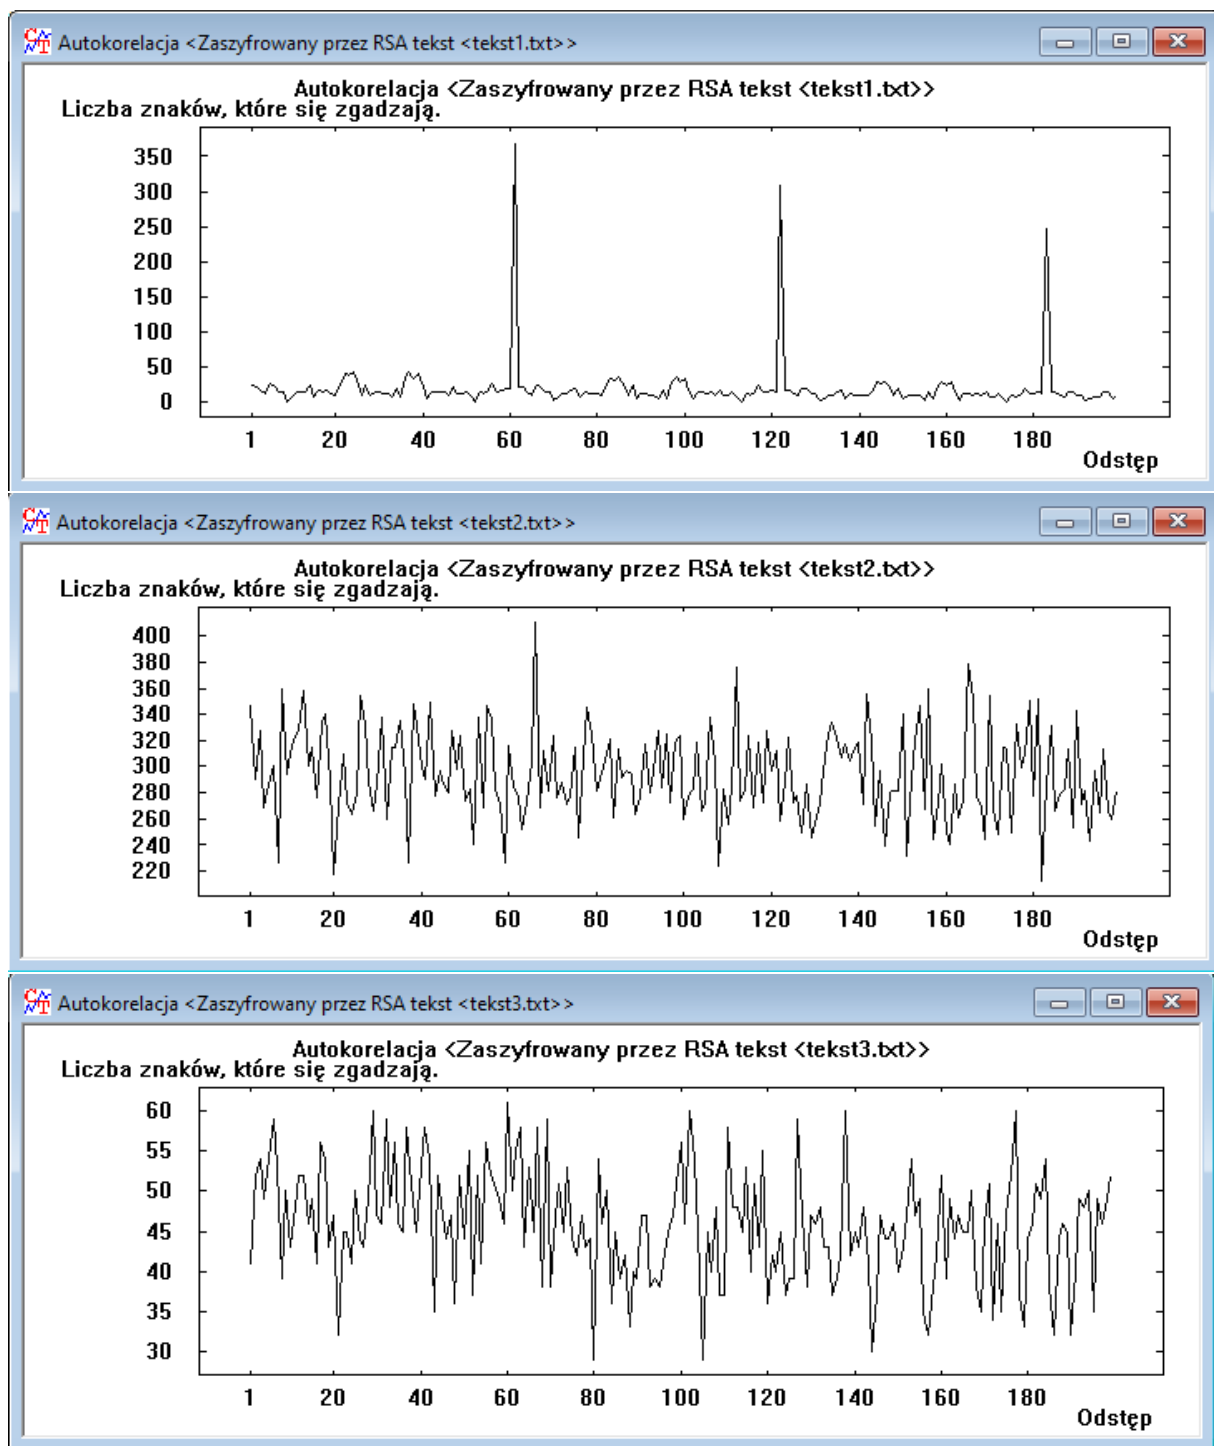 Autokorelacja <Zaszyfrowany przez RSA tekst <tekst1.txt>>
Autokorelacja <Zaszyfrowany przez RSA tekst <tekst1.txt>>
Liczba znaków, które się zgadzają.
350
300
250
200
150
100
50
0
1 20 40 60 80 100 120 140 160 180
Odstęp
Autokorelacja <Zaszyfrowany przez RSA tekst <tekst2.txt>>
Autokorelacja <Zaszyfrowany przez RSA tekst <tekst2.txt>>
Liczba znaków, które się zgadzają.
400
380
360
340
320
300
280
260
240
220
1 20 40 60 80 100 120 140 160 180
Odstęp
Autokorelacja <Zaszyfrowany przez RSA tekst <tekst3.txt>>
Autokorelacja <Zaszyfrowany przez RSA tekst <tekst3.txt>>
Liczba znaków, które się zgadzają.
60
55
50
45
40
35
30
1 20 40 60 80 100 120 140 160 180
Odstęp